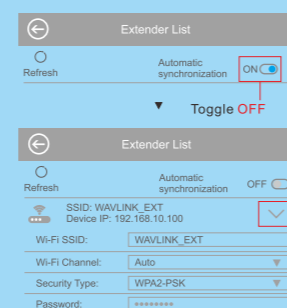 Extender List
Refresh
Automatic
synchronization
ON
Toggle OFF
Extender List
Refresh
Automatic
synchronization
OFF
SSID: WAVLINK_EXT
Device IP: 192.168.10.100
Wi-Fi SSID: WAVLINK_EXT
Wi-Fi Channel: Auto
Security Type: WPA2-PSK
Password: ********